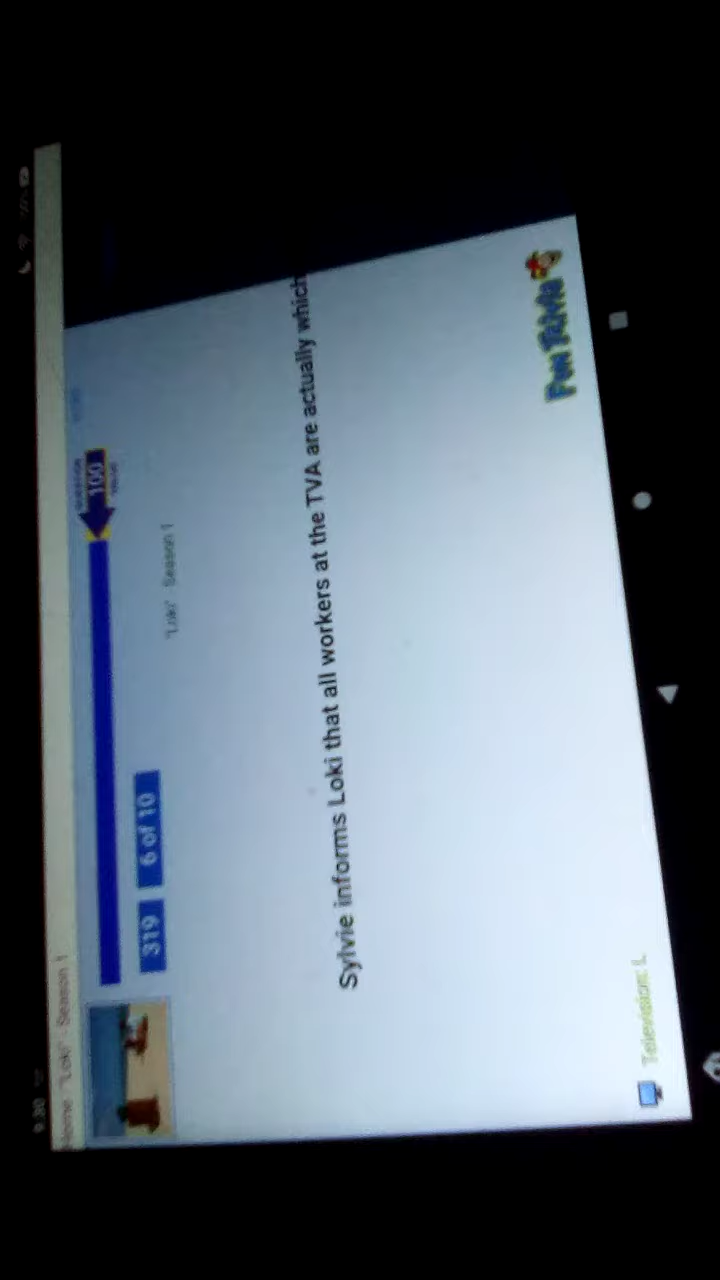 "Loki" - Season 1
100
319
6 of 10
"Loki" - Season 1
Sylvie informs Loki that all workers at the TVA are actually which
Television: L
Fun Trivia